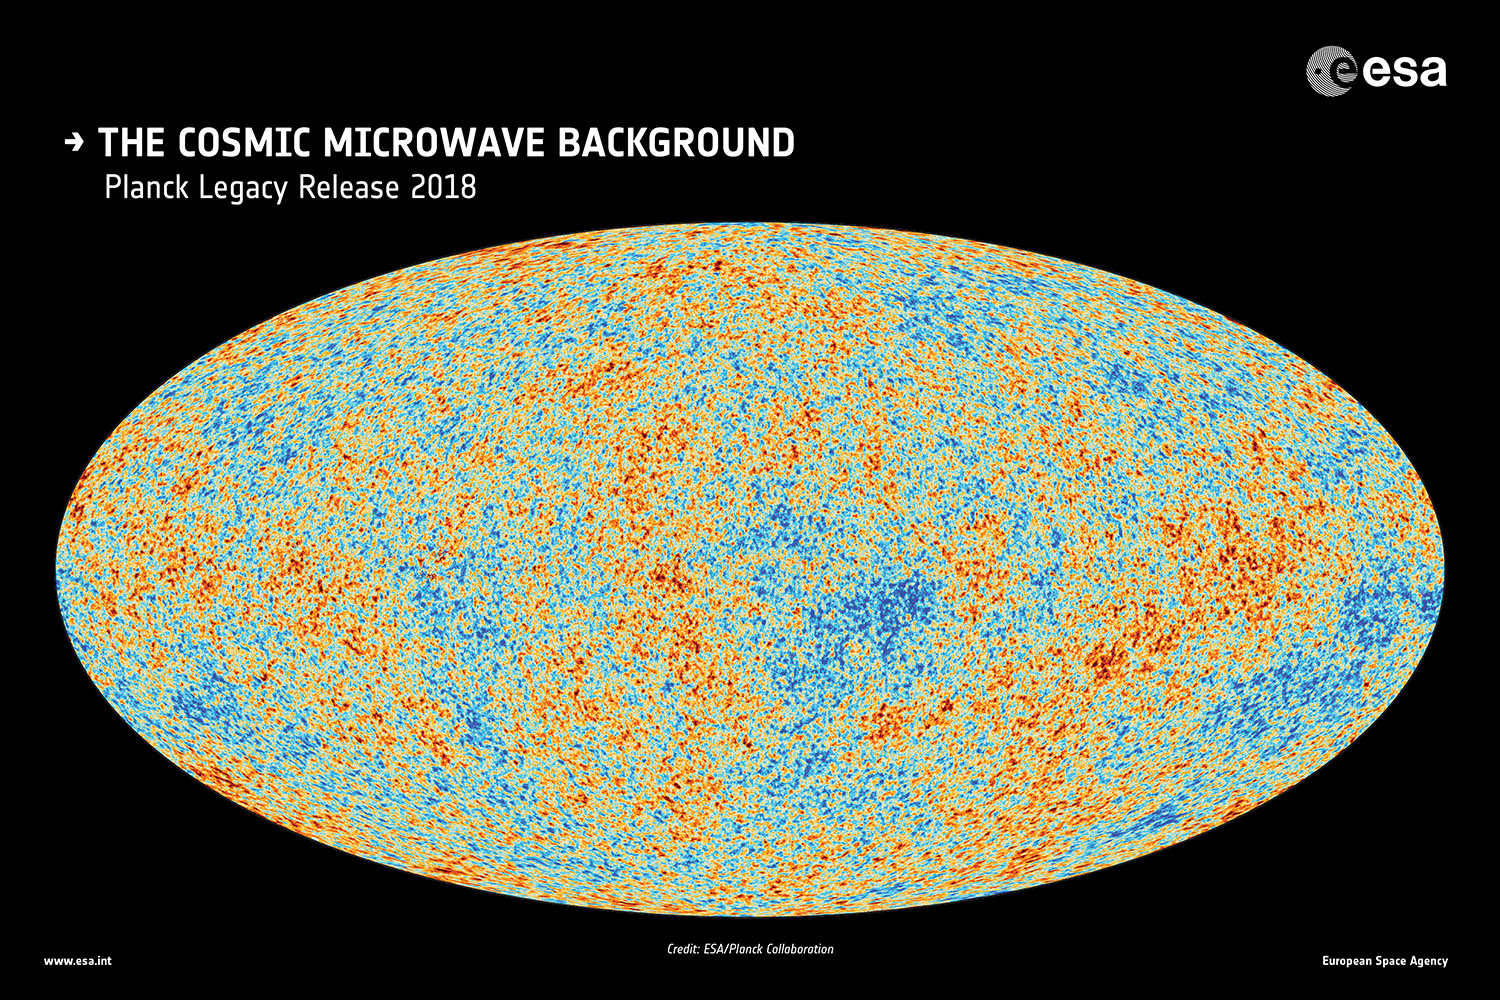 esa
→ THE COSMIC MICROWAVE BACKGROUND
Planck Legacy Release 2018
Credit: ESA/Planck Collaboration
www.esa.int
European Space Agency